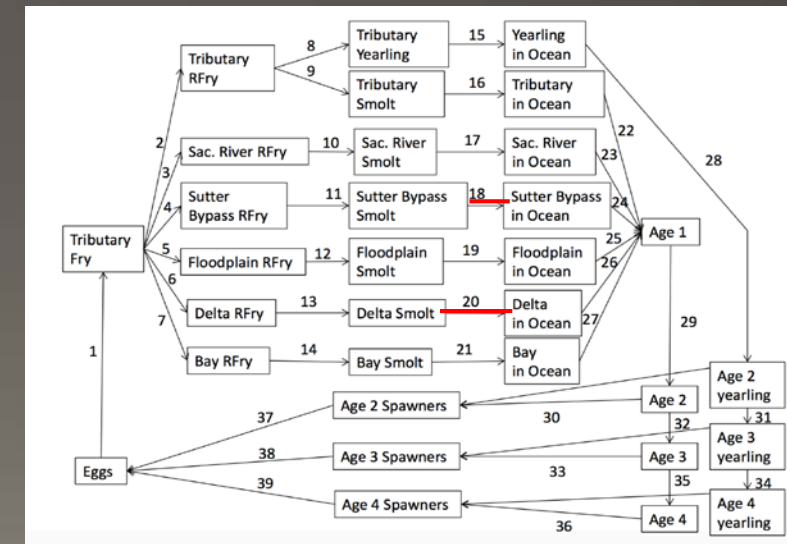 Tributary
RFry
Tributary
Yearling
Yearling
in Ocean
Tributary
Smolt
Tributary
in Ocean
Sac. River RFry
Sac. River
Smolt
Sac. River
in Ocean
Sutter
Bypass RFry
Sutter Bypass
Smolt
Sutter Bypass
in Ocean
Tributary
Fry
Floodplain RFry
Floodplain
Smolt
Floodplain
in Ocean
Age 1
Delta RFry
Delta Smolt
Delta
in Ocean
Bay RFry
Bay Smolt
Bay
in Ocean
Age 2 Spawners
Age 2
Age 2
yearling
Age 3 Spawners
Age 3
Age 3
yearling
Eggs
Age 4 Spawners
Age 4
Age 4
yearling
1
2
3
4
5
6
7
8
9
10
11
12
13
14
15
16
17
18
19
20
21
22
23
24
25
26
27
28
29
30
31
32
33
34
35
36
37
38
39